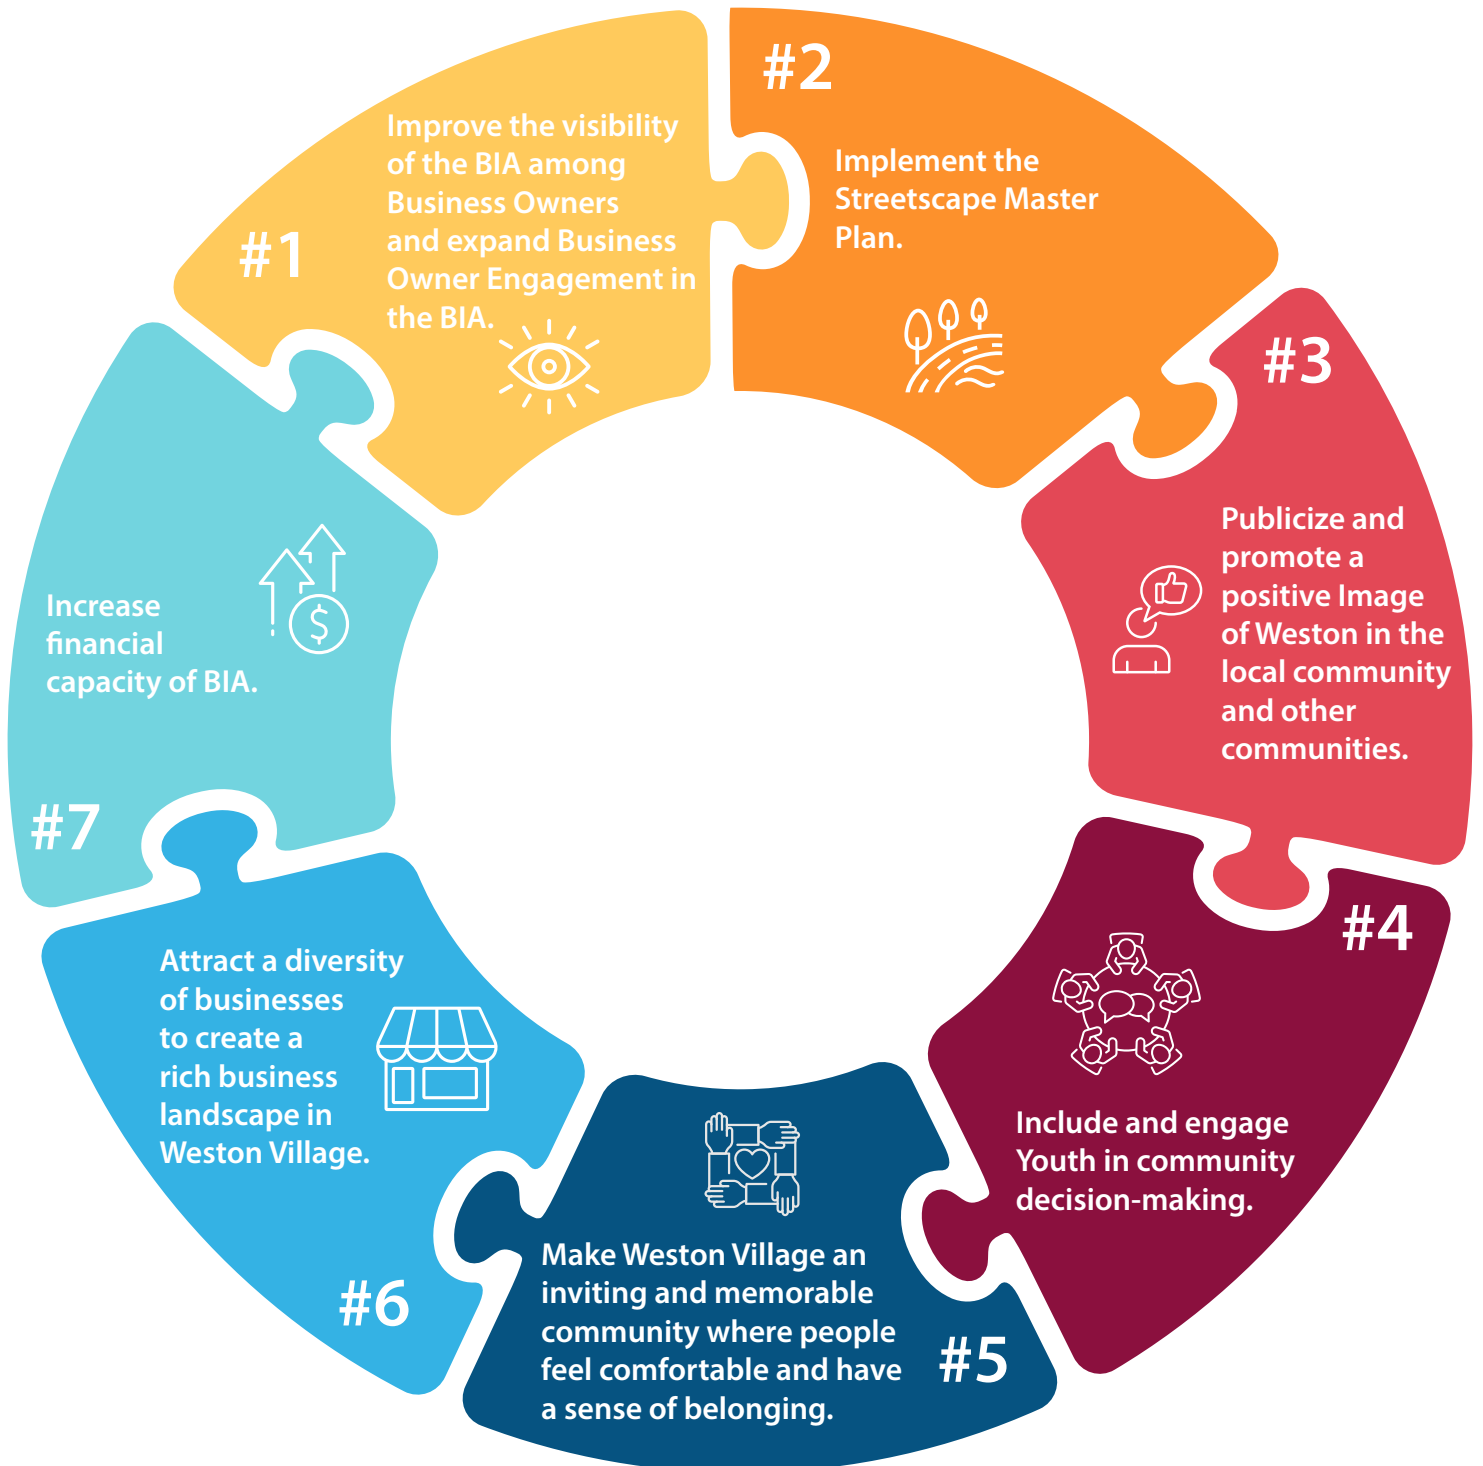 #1
Improve the visibility
of the BIA among
Business Owners
and expand Business
Owner Engagement in
the BIA.
#2
Implement the
Streetscape Master
Plan.
#3
Publicize and
promote a
positive Image
of Weston in the
local community
and other
communities.
#4
Include and engage
Youth in community
decision-making.
#5
Make Weston Village an
inviting and memorable
community where people
feel comfortable and have
a sense of belonging.
#6
Attract a diversity
of businesses
to create a
rich business
landscape in
Weston Village.
#7
Increase
financial
capacity of BIA.
$